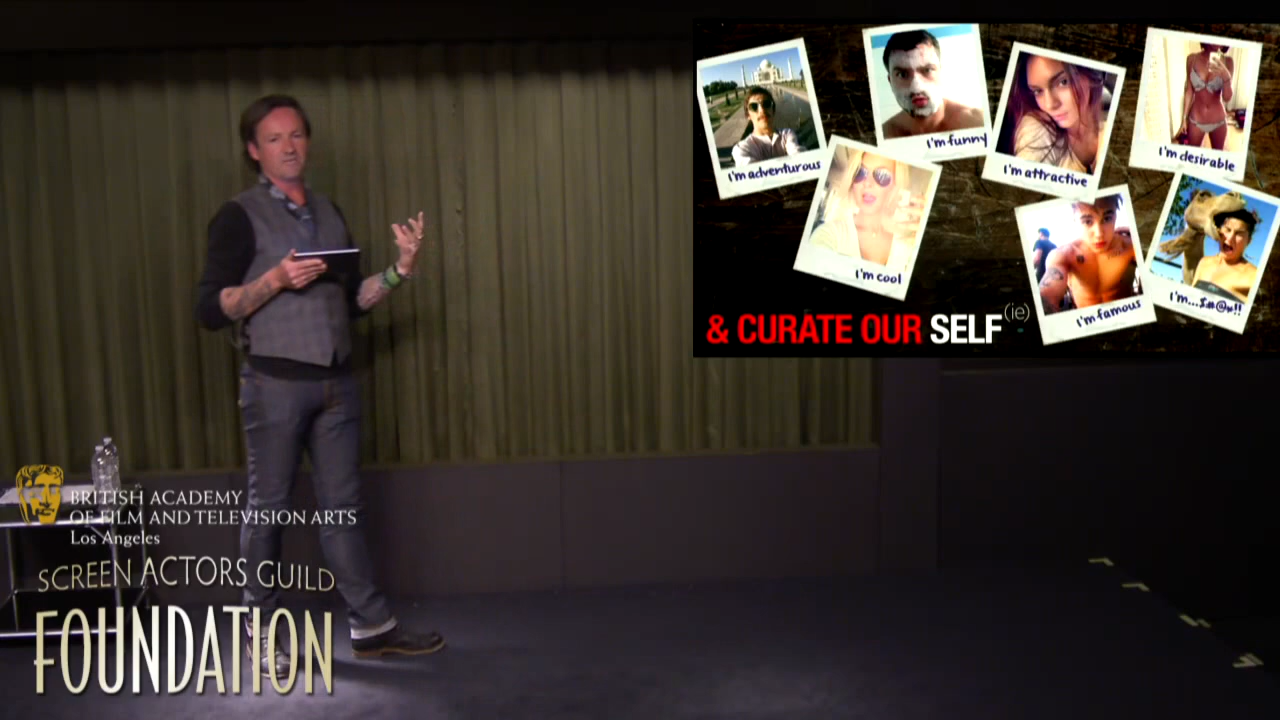 I'm adventurous
I'm funny
I'm attractive
I'm desirable
I'm cool
I'm famous
I'm...$#@*!!
& CURATE OUR SELF(ie)
BRITISH ACADEMY
OF FILM AND TELEVISION ARTS
Los Angeles
SCREEN ACTORS GUILD
FOUNDATION